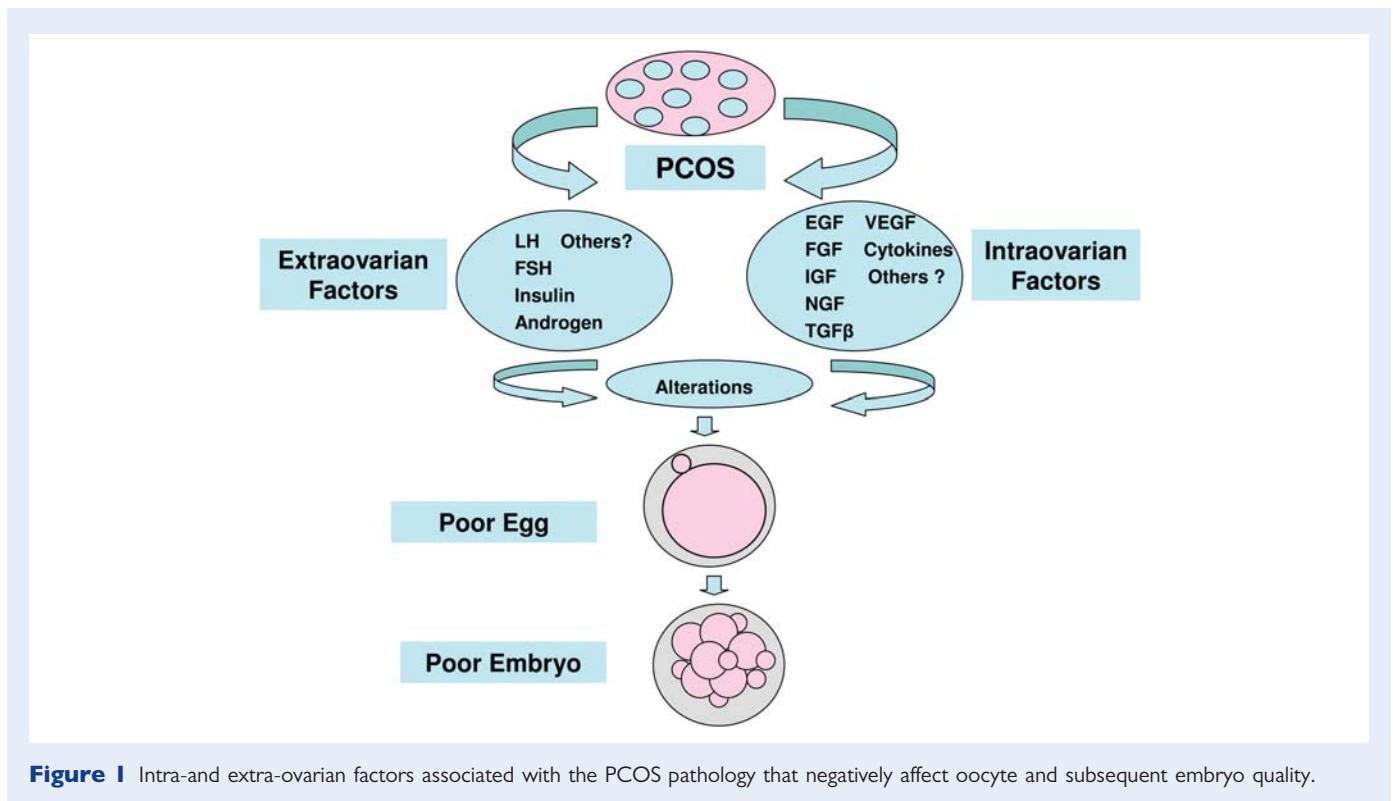 PCOS
Extraovarian
Factors
LH Others?
FSH
Insulin
Androgen
EGF VEGF
FGF Cytokines
IGF Others ?
NGF
TGFβ
Intraovarian
Factors
Alterations
Poor Egg
Poor Embryo
Figure 1 Intra-and extra-ovarian factors associated with the PCOS pathology that negatively affect oocyte and subsequent embryo quality.